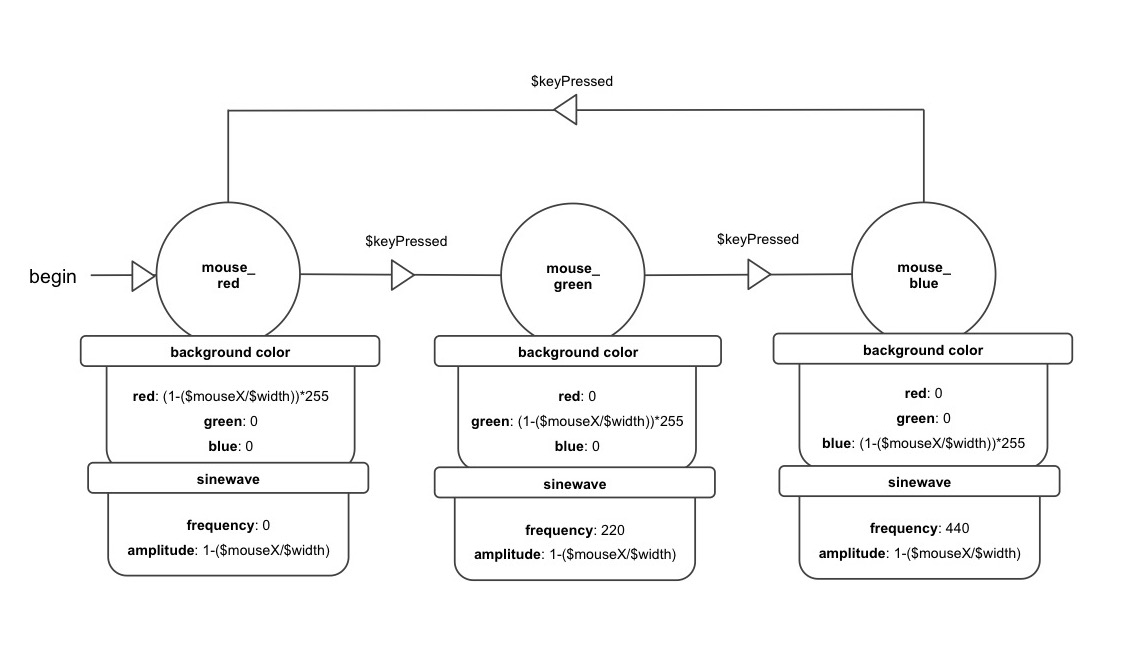 $keyPressed
$keyPressed
$keyPressed
begin
mouse_
red
mouse_
green
mouse_
blue
background color
red: (1-($mouseX/$width))*255
green: 0
blue: 0
sinewave
frequency: 0
amplitude: 1-($mouseX/$width)
background color
red: 0
green: (1-($mouseX/$width))*255
blue: 0
sinewave
frequency: 220
amplitude: 1-($mouseX/$width)
background color
red: 0
green: 0
blue: (1-($mouseX/$width))*255
sinewave
frequency: 440
amplitude: 1-($mouseX/$width)